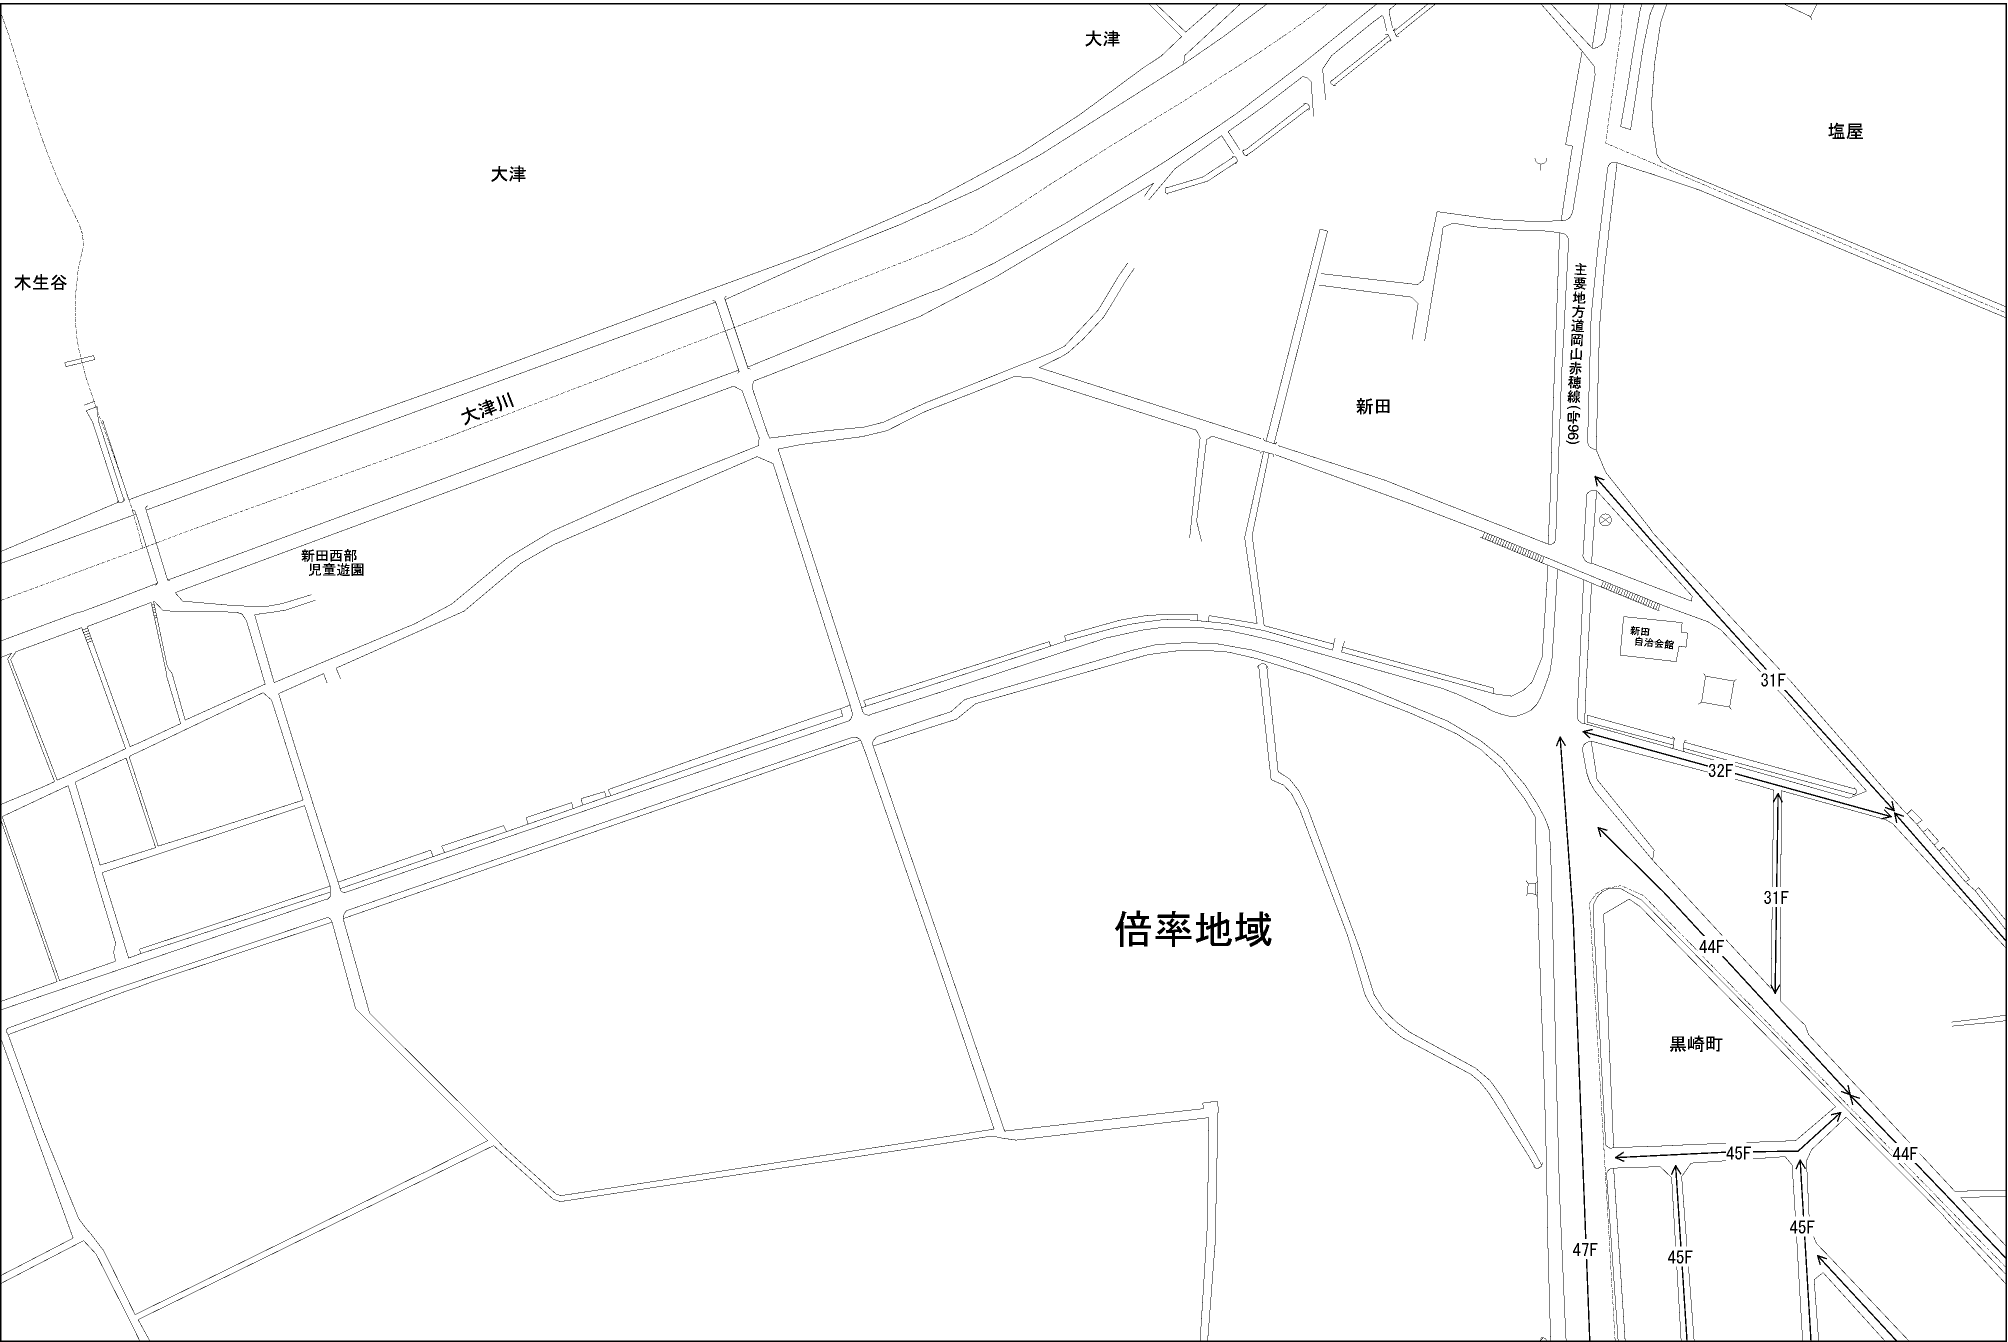 大津
塩屋
大津
木生谷
主要地方道岡山赤穂線(96号)
大津川
新田
新田西部
児童遊園
新田
自治会館
31F
32F
31F
倍率地域
44F
黒崎町
45F
44F
45F
47F
45F